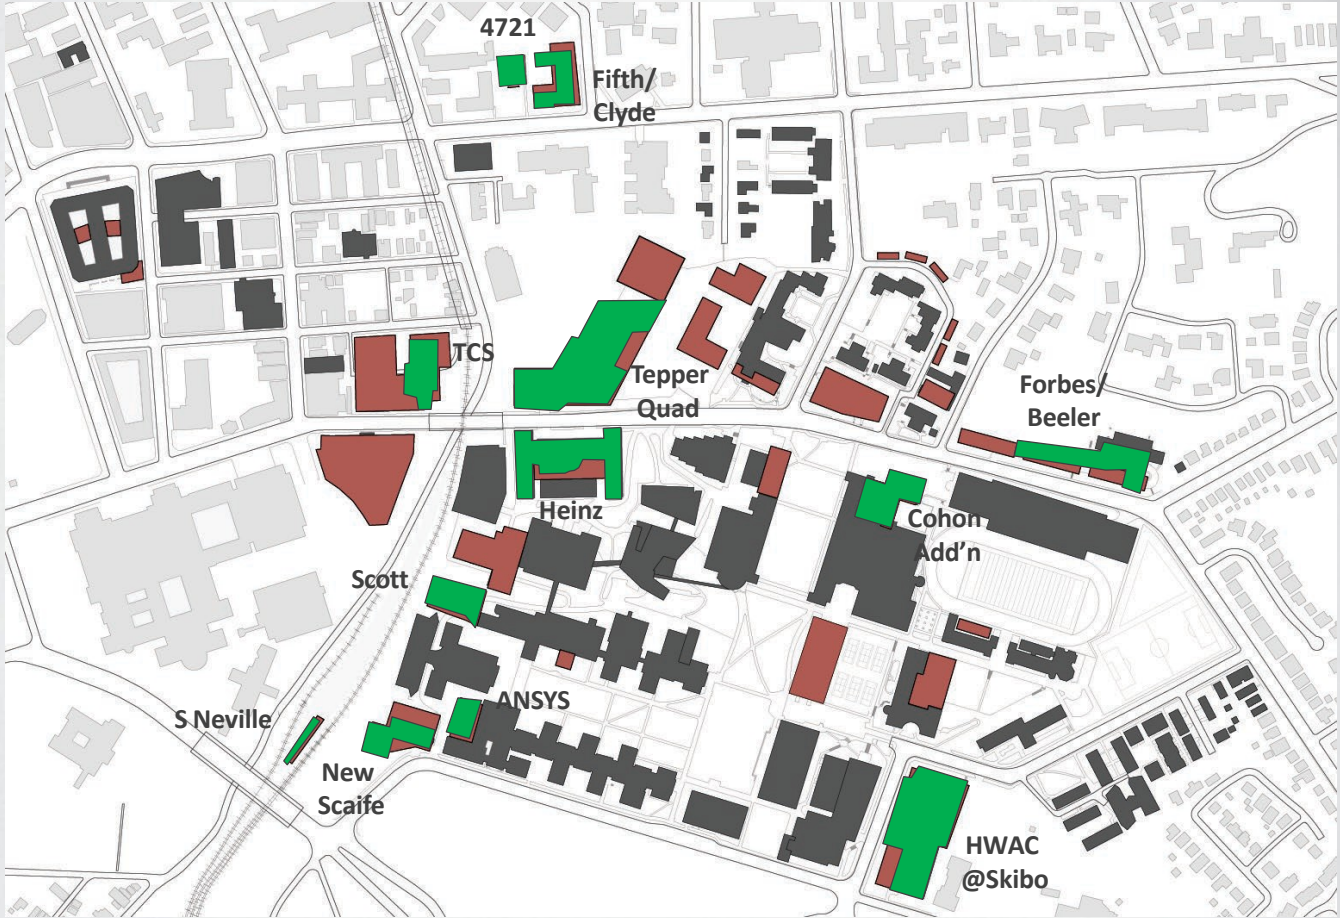 4721
Fifth/
Clyde
TCS
Tepper
Quad
Forbes/
Beeler
Heinz
Cohon
Add’n
Scott
ANSYS
S Neville
New
Scaife
HWAC
@Skibo